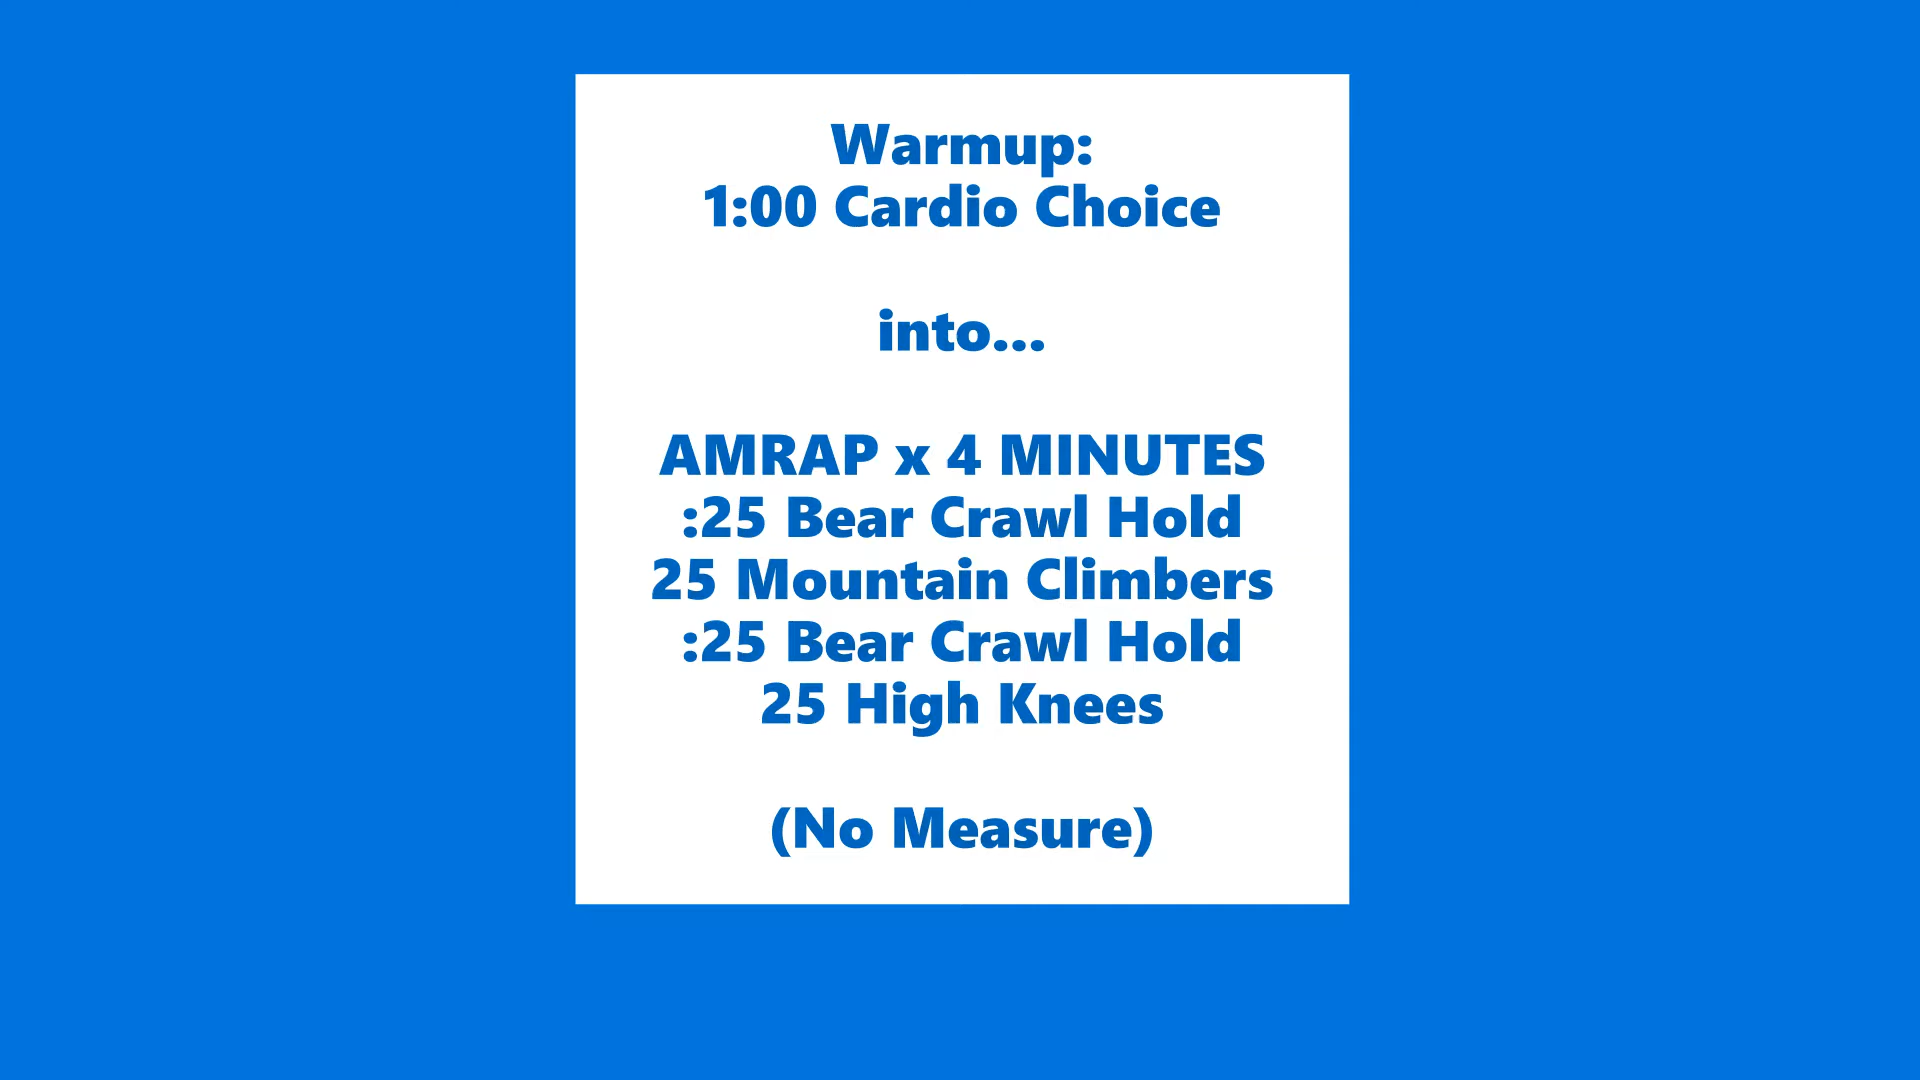 Warmup:
1:00 Cardio Choice
into...
AMRAP x 4 MINUTES
:25 Bear Crawl Hold
25 Mountain Climbers
:25 Bear Crawl Hold
25 High Knees
(No Measure)